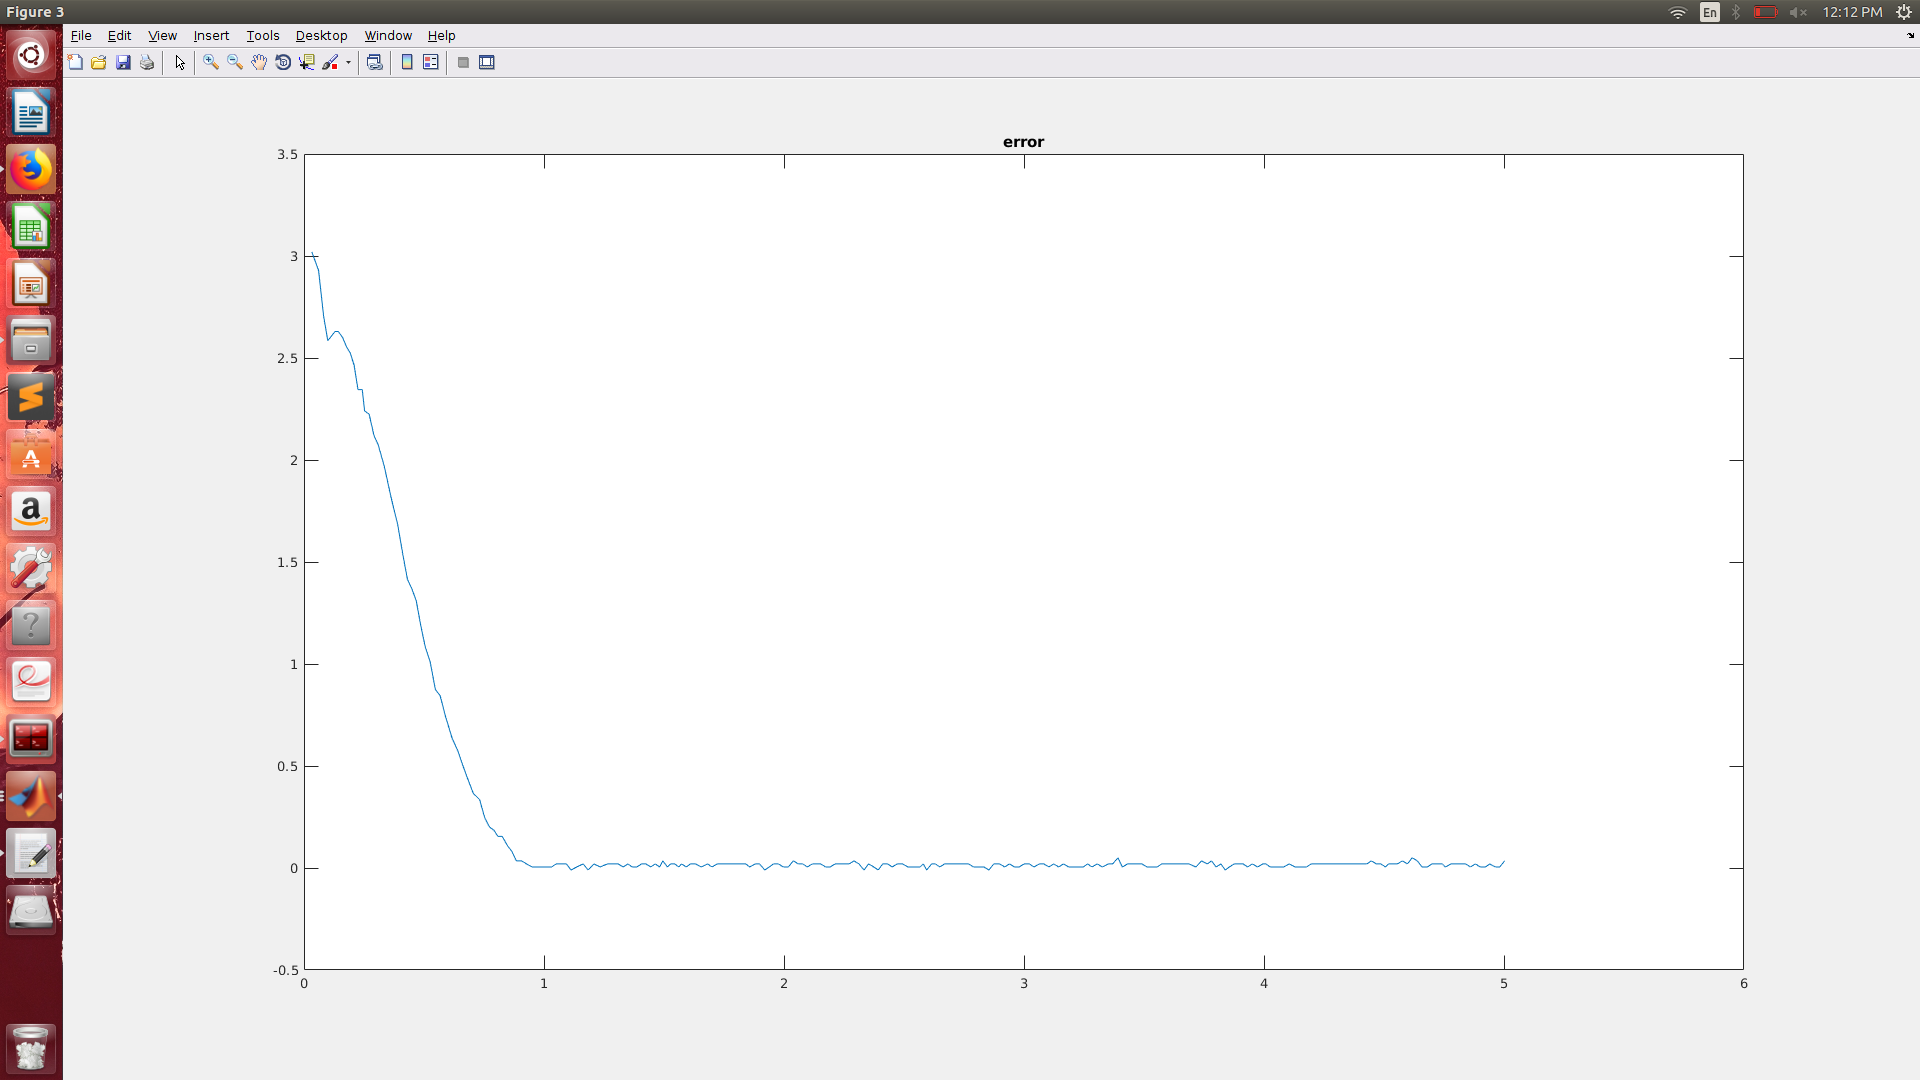 Figure 3
En
12:12 PM
File Edit View Insert Tools Desktop Window Help
error
3.5
3
2.5
2
1.5
1
0.5
0
-0.5
0 1 2 3 4 5 6